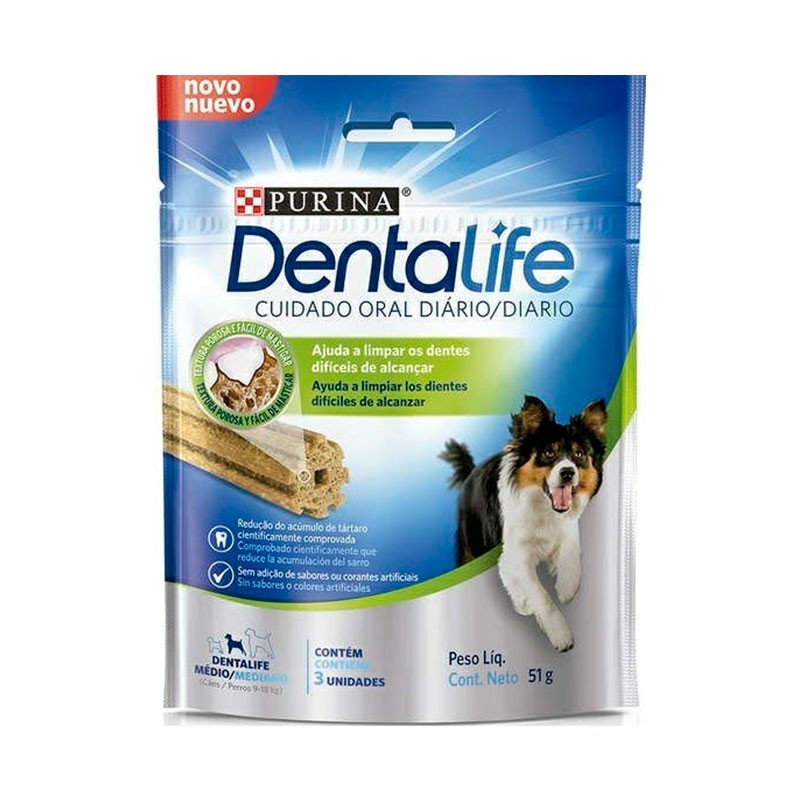 novo
nuevo
PURINA®
Dentalife
CUIDADO ORAL DIÁRIO/DIARIO
TEXTURA POROSA E FÁCIL DE MASTIGAR
TEXTURA POROSA Y FÁCIL DE MASTICAR
Ajuda a limpar os dentes
difíceis de alcançar
Ayuda a limpiar los dientes
difíciles de alcanzar
Redução do acúmulo de tártaro
cientificamente comprovada
Comprobado científicamente que
reduce la acumulación del sarro
Sem adição de sabores ou corantes artificiais
Sin sabores o colores artificiales
DENTALIFE
MÉDIO/MEDIANO
(Cães / Perros 9-18 kg)
CONTÉM
CONTIENE
3 UNIDADES
Peso Líq.
Cont. Neto 51 g